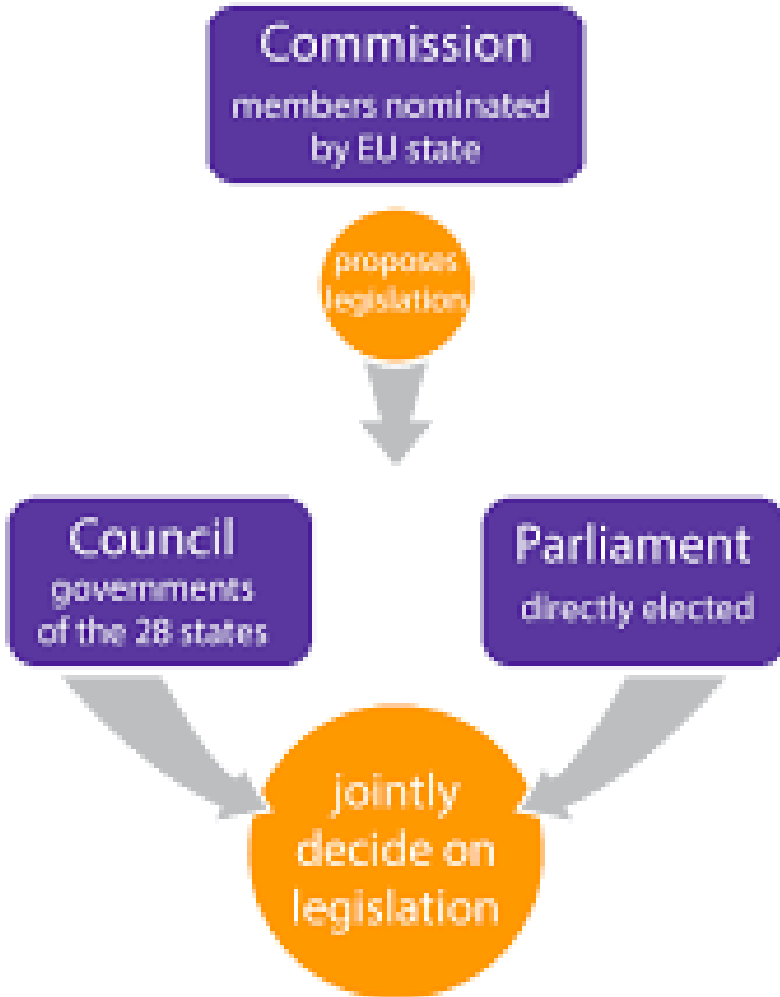 Commission
members nominated
by EU state
proposes
legislation
Council
governments
of the 28 states
Parliament
directly elected
jointly
decide on
legislation